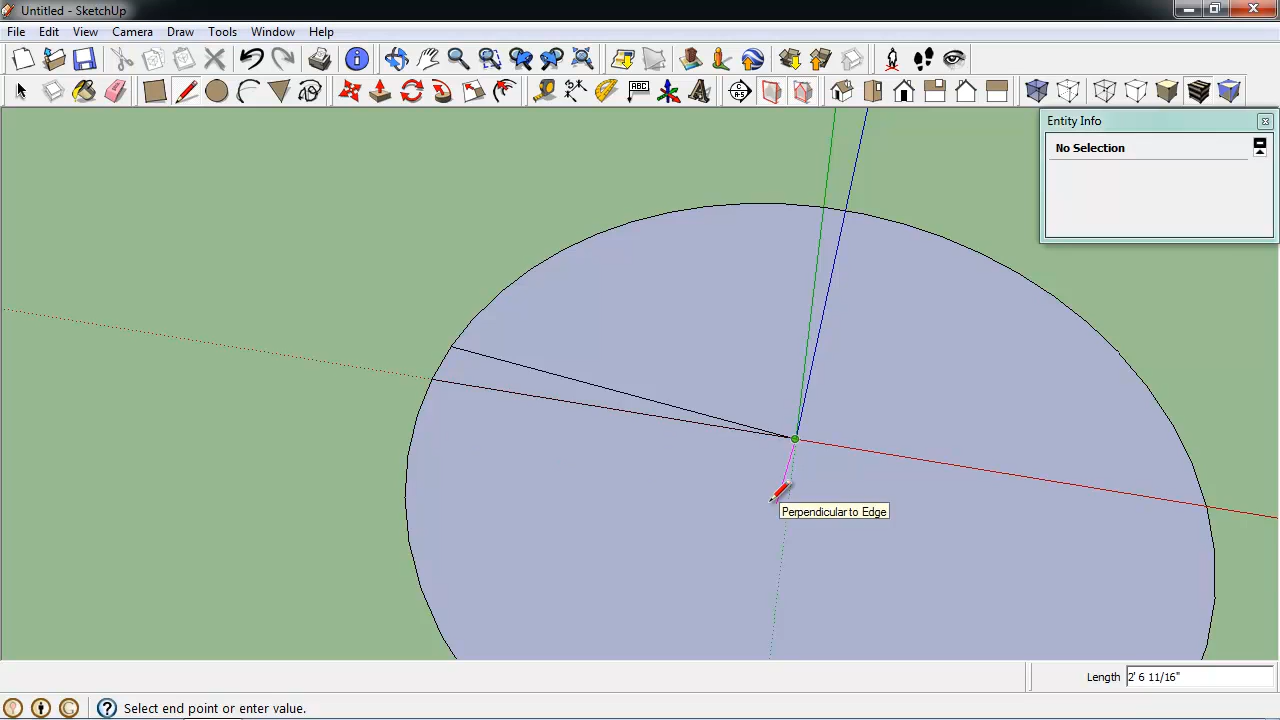 Untitled - SketchUp
File Edit View Camera Draw Tools Window Help
ABC
Entity Info
No Selection
Perpendicular to Edge
Length 2' 6 11/16"
Select end point or enter value.